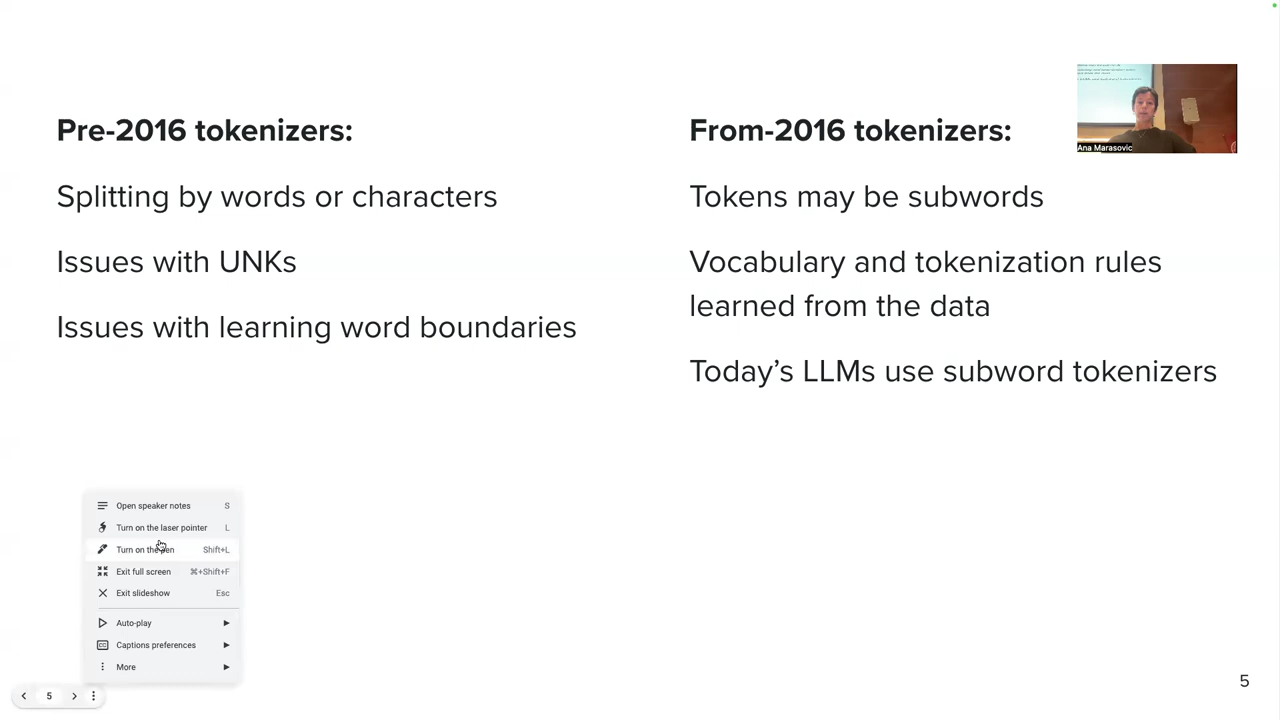 Pre-2016 tokenizers:
Splitting by words or characters
Issues with UNKs
Issues with learning word boundaries
From-2016 tokenizers:
Tokens may be subwords
Vocabulary and tokenization rules
learned from the data
Today’s LLMs use subword tokenizers
Ana Marasovic
Open speaker notes S
Turn on the laser pointer L
Turn on the pen Shift+L
Exit full screen ⌘+Shift+F
Exit slideshow Esc
Auto-play
CC Captions preferences
More
5
5